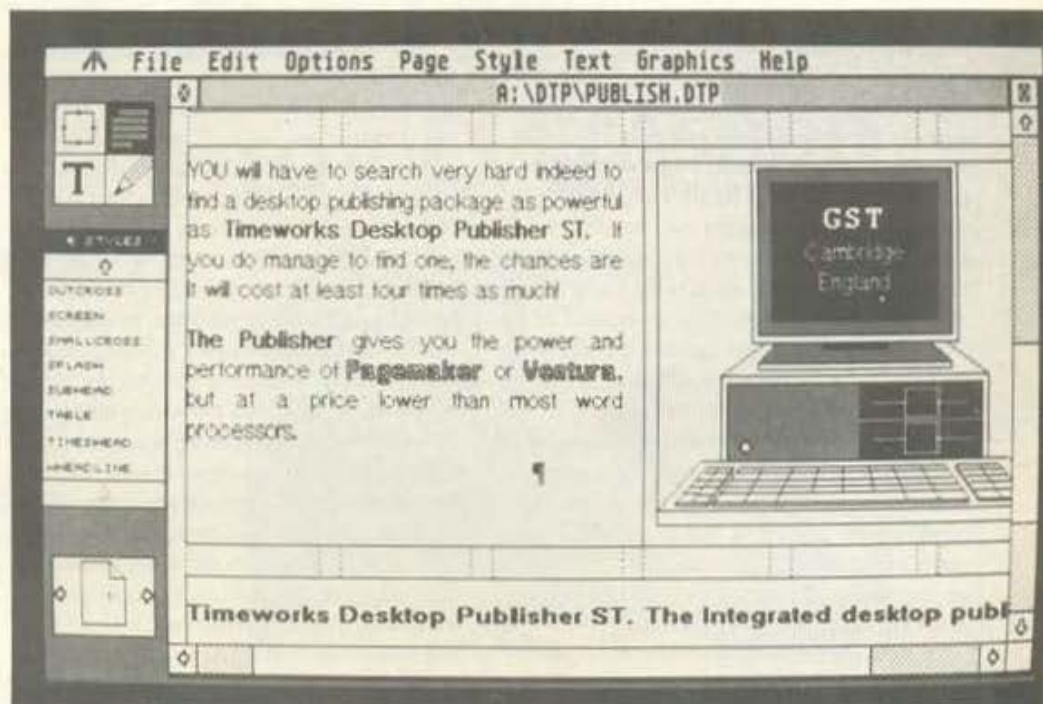 File Edit Options Page Style Text Graphics Help
A:\DTP\PUBLISH.DTP
T
STYLES
OUTCROSS
SCREEN
SMALLCROSS
SPLASH
SUBHEAD
TABLE
TIMESHEAD
WHEADLINE
YOU will have to search very hard indeed to
find a desktop publishing package as powerful
as Timeworks Desktop Publisher ST. If
you do manage to find one, the chances are
it will cost at least four times as much!
The Publisher gives you the power and
performance of Pagemaker or Ventura,
but at a price lower than most word
processors.
¶
GST
Cambridge
England
Timeworks Desktop Publisher ST. The Integrated desktop publ